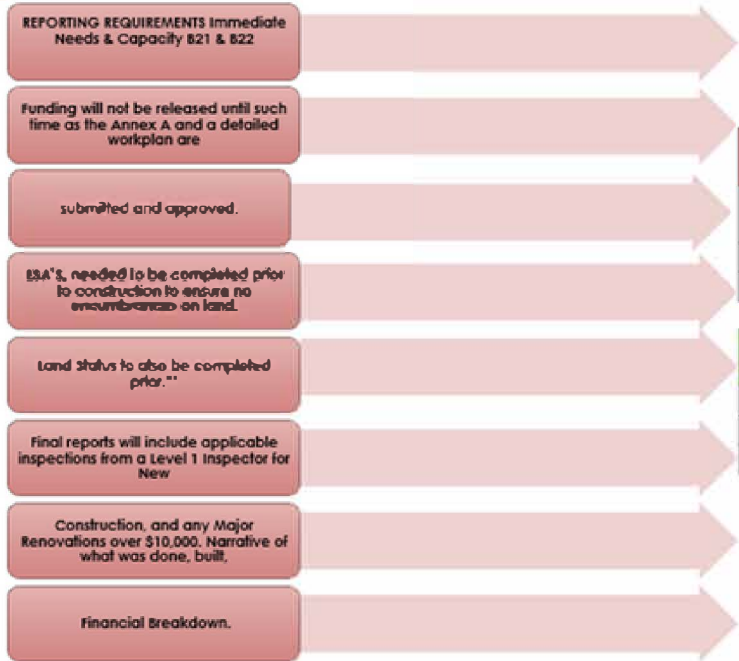 REPORTING REQUIREMENTS Immediate
Needs & Capacity B21 & B22
Funding will not be released until such
time as the Annex A and a detailed
workplan are
submitted and approved.
ESA'S, needed to be completed prior
to construction to ensure no
encumbrances on land.
Land Status to also be completed
prior.**
Final reports will include applicable
inspections from a Level 1 Inspector for
New
Construction, and any Major
Renovations over $10,000. Narrative of
what was done, built,
Financial Breakdown.